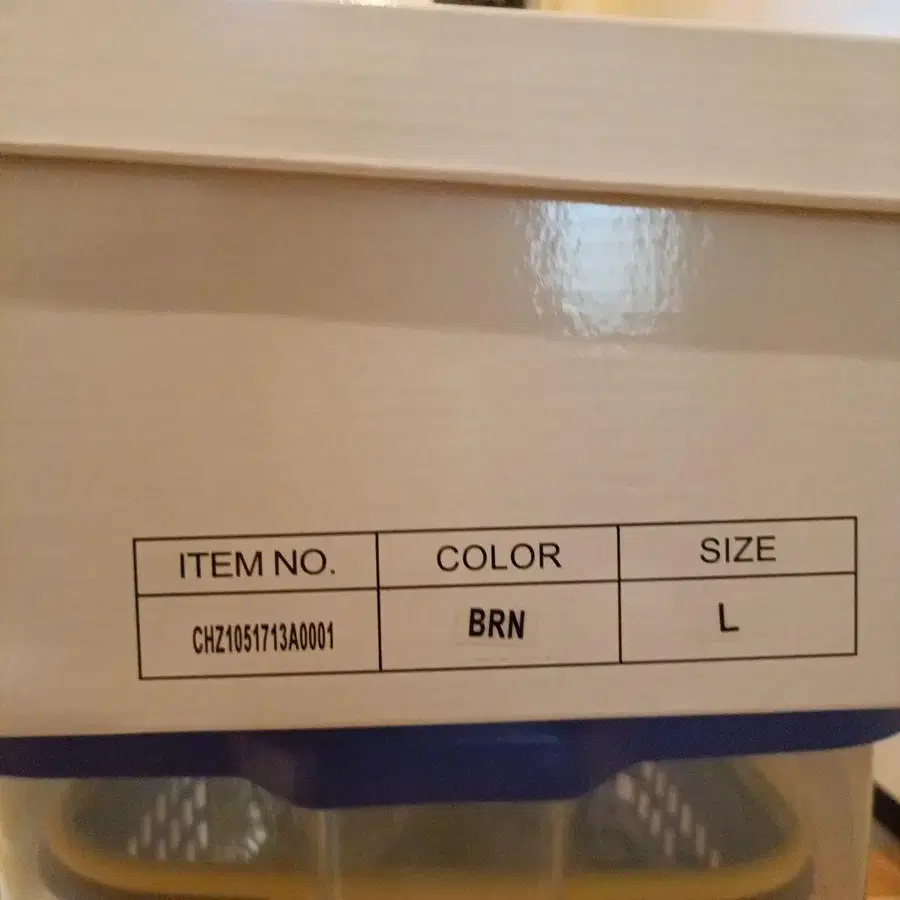 ITEM NO. COLOR SIZE
CHZ1051713A0001 BRN L